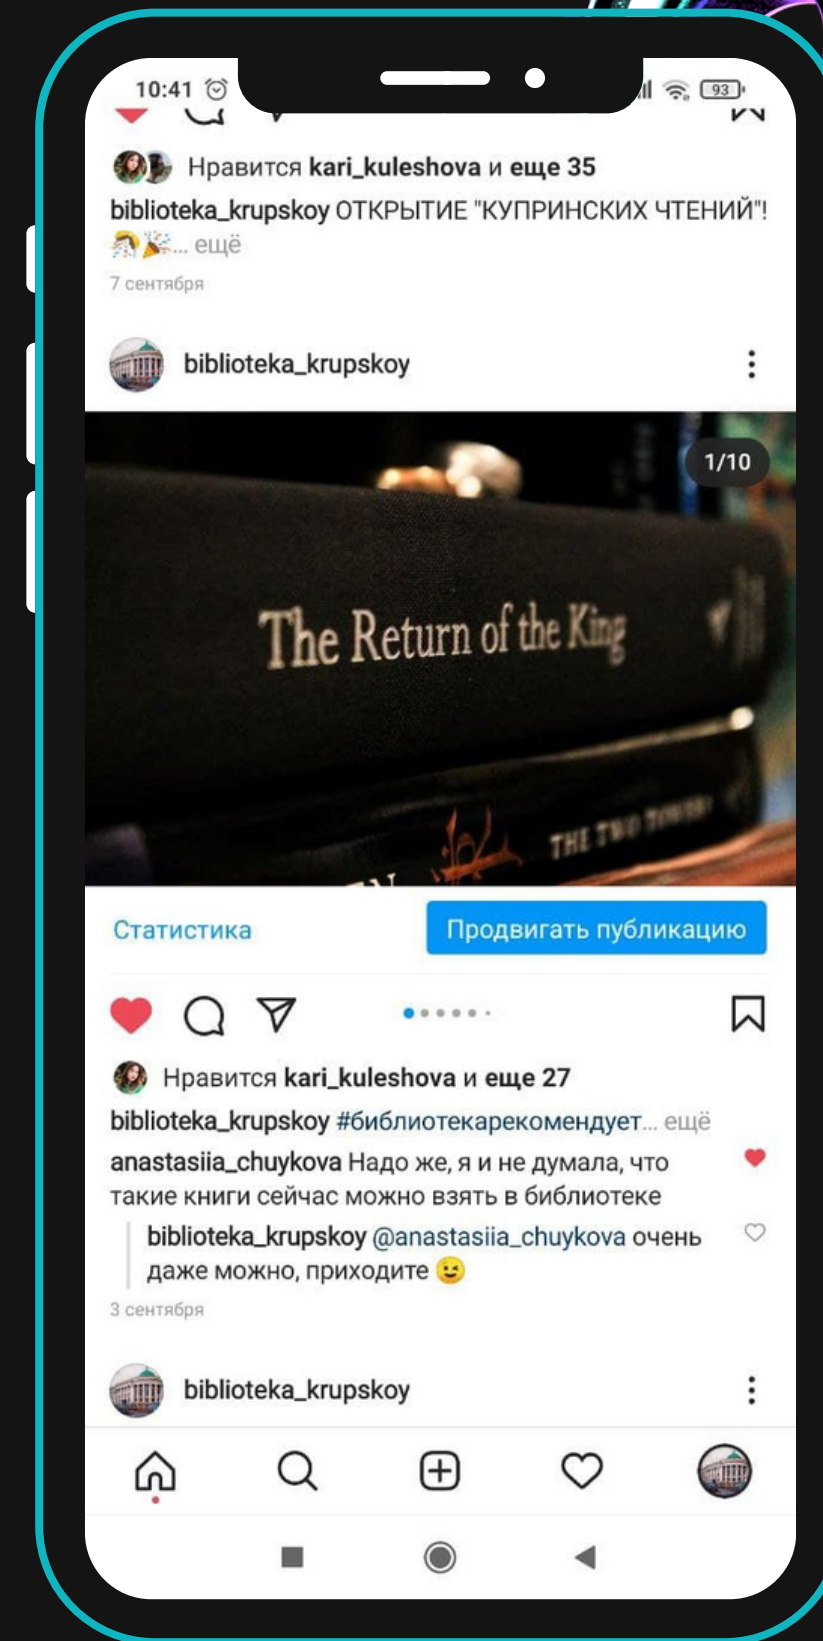 10:41
93
Нравится kari_kuleshova и еще 35
biblioteka_krupskoy ОТКРЫТИЕ "КУПРИНСКИХ ЧТЕНИЙ"!
... ещё
7 сентября
biblioteka_krupskoy
1/10
The Return of the King
THE TWO TOWERS
Статистика
Продвигать публикацию
Нравится kari_kuleshova и еще 27
biblioteka_krupskoy #библиотекарекомендует... ещё
anastasiia_chuykova Надо же, я и не думала, что
такие книги сейчас можно взять в библиотеке
biblioteka_krupskoy @anastasiia_chuykova очень
даже можно, приходите 😉
3 сентября
biblioteka_krupskoy